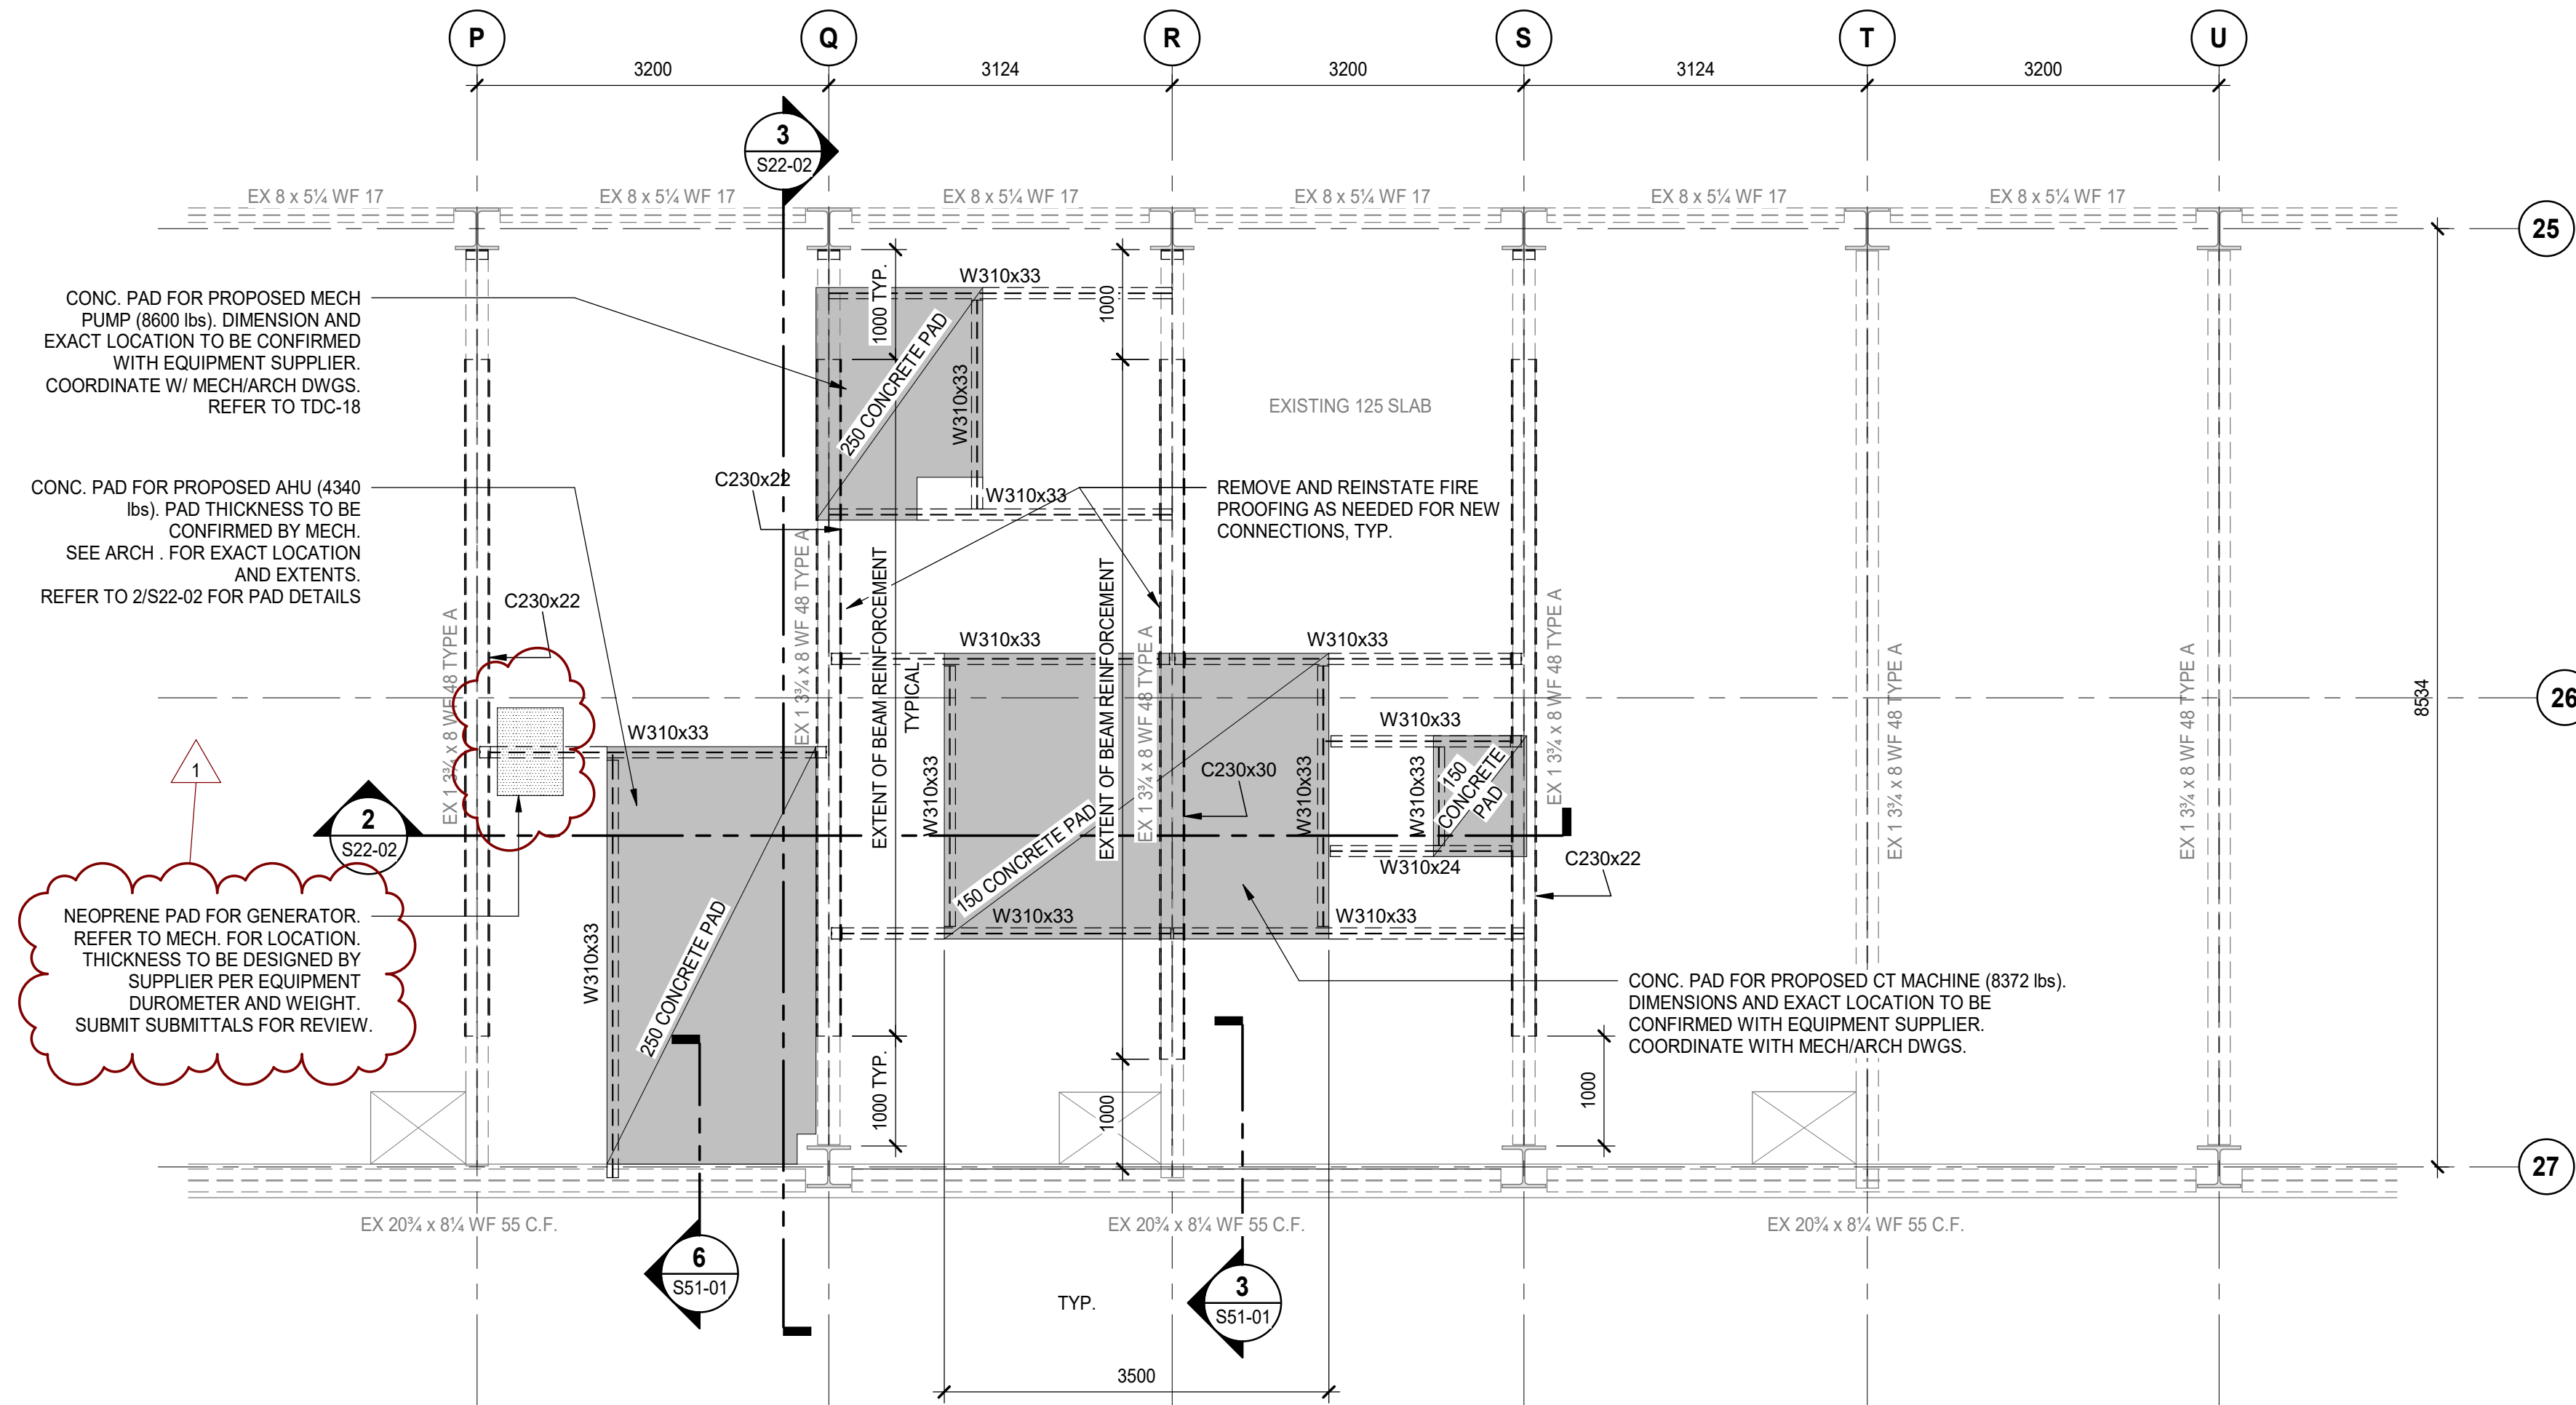 P
Q
R
S
T
U
3200
3124
3200
3124
3200
3
S22-02
EX 8 x 5¼ WF 17
EX 8 x 5¼ WF 17
EX 8 x 5¼ WF 17
EX 8 x 5¼ WF 17
EX 8 x 5¼ WF 17
EX 8 x 5¼ WF 17
25
CONC. PAD FOR PROPOSED MECH
PUMP (8600 lbs). DIMENSION AND
EXACT LOCATION TO BE CONFIRMED
WITH EQUIPMENT SUPPLIER.
COORDINATE W/ MECH/ARCH DWGS.
REFER TO TDC-18
1000 TYP.
W310x33
1000
250 CONCRETE PAD
W310x33
EXISTING 125 SLAB
CONC. PAD FOR PROPOSED AHU (4340
lbs). PAD THICKNESS TO BE
CONFIRMED BY MECH.
SEE ARCH . FOR EXACT LOCATION
AND EXTENTS.
REFER TO 2/S22-02 FOR PAD DETAILS
C230x22
W310x33
REMOVE AND REINSTATE FIRE
PROOFING AS NEEDED FOR NEW
CONNECTIONS, TYP.
C230x22
EX 1 3¾ x 8 WF 48 TYPE A
EX 1 3¾ x 8 WF 48 TYPE A
EXTENT OF BEAM REINFORCEMENT
TYPICAL
EXTENT OF BEAM REINFORCEMENT
EX 1 3¾ x 8 WF 48 TYPE A
EX 1 3¾ x 8 WF 48 TYPE A
EX 1 3¾ x 8 WF 48 TYPE A
EX 1 3¾ x 8 WF 48 TYPE A
W310x33
W310x33
26
8534
W310x33
W310x33
1
W310x33
W310x33
W310x33
150
CONCRETE
PAD
C230x30
2
S22-02
150 CONCRETE PAD
W310x24
C230x22
NEOPRENE PAD FOR GENERATOR.
REFER TO MECH. FOR LOCATION.
THICKNESS TO BE DESIGNED BY
SUPPLIER PER EQUIPMENT
DUROMETER AND WEIGHT.
SUBMIT SUBMITTALS FOR REVIEW.
W310x33
250 CONCRETE PAD
W310x33
W310x33
CONC. PAD FOR PROPOSED CT MACHINE (8372 lbs).
DIMENSIONS AND EXACT LOCATION TO BE
CONFIRMED WITH EQUIPMENT SUPPLIER.
COORDINATE WITH MECH/ARCH DWGS.
1000 TYP.
1000
1000
27
EX 20¾ x 8¼ WF 55 C.F.
EX 20¾ x 8¼ WF 55 C.F.
EX 20¾ x 8¼ WF 55 C.F.
6
S51-01
TYP.
3
S51-01
3500